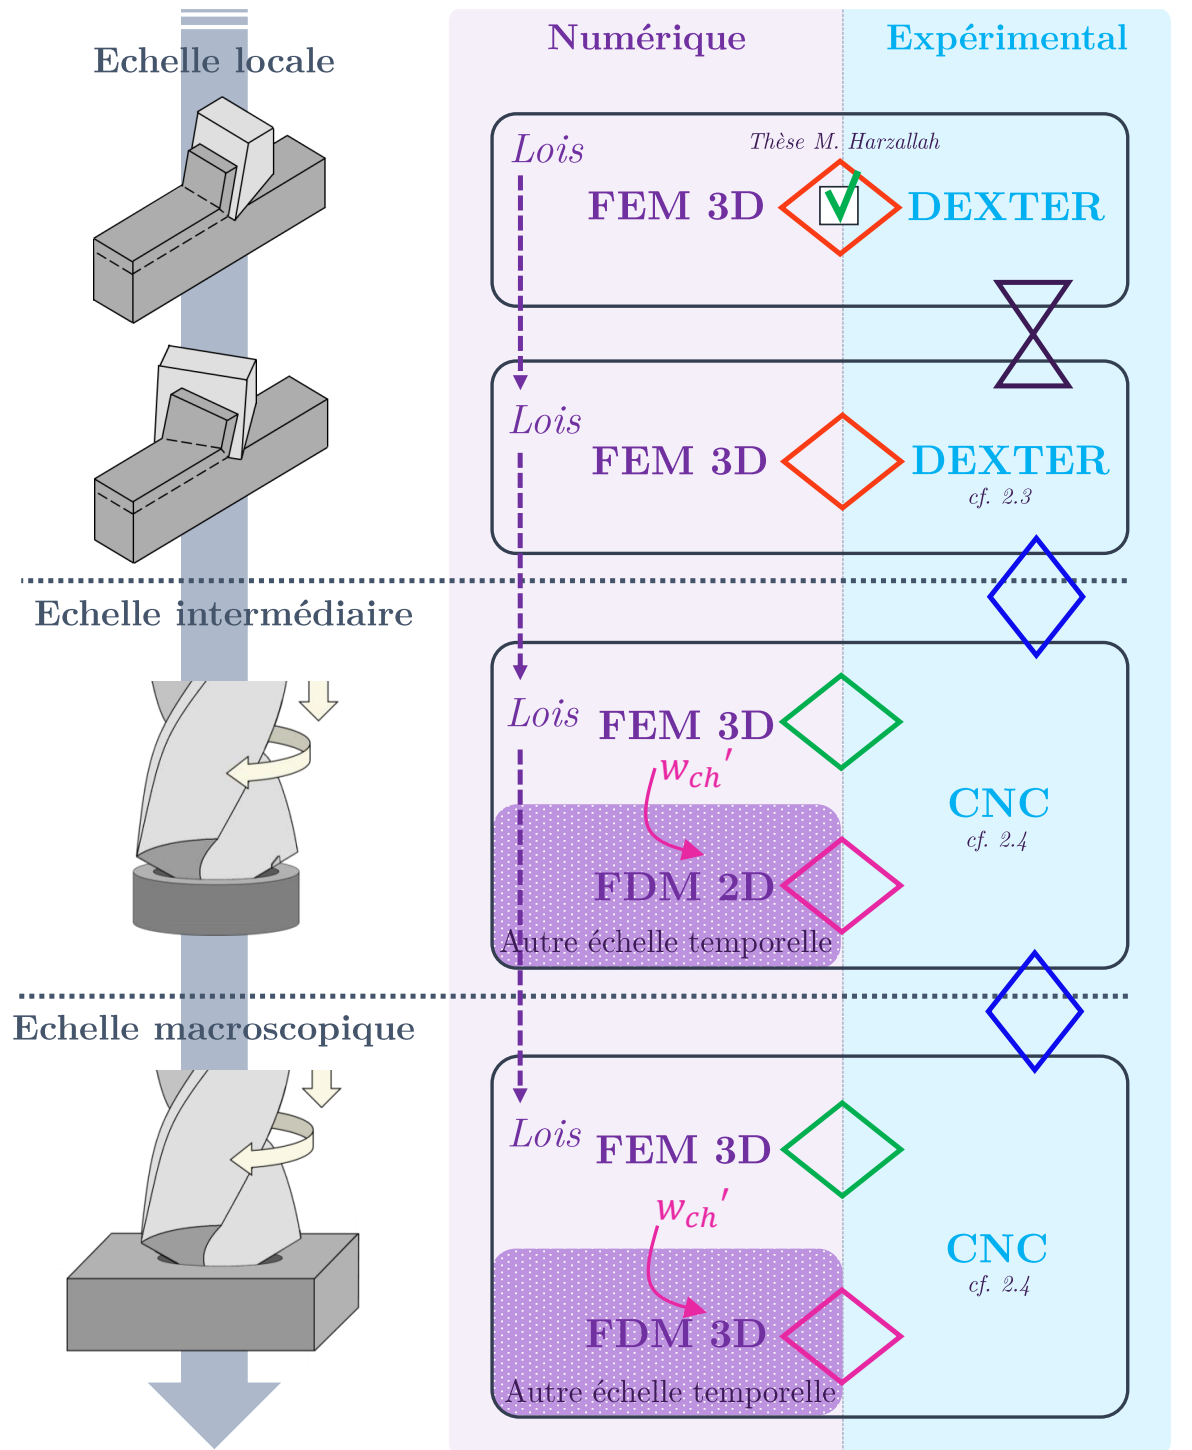 Numérique
Expérimental
Echelle locale
Lois
Thèse M. Harzallah
FEM 3D
DEXTER
Lois
FEM 3D
DEXTER
cf. 2.3
Echelle intermédiaire
Lois
FEM 3D
w_ch'
CNC
cf. 2.4
FDM 2D
Autre échelle temporelle
Echelle macroscopique
Lois
FEM 3D
w_ch'
CNC
cf. 2.4
FDM 3D
Autre échelle temporelle